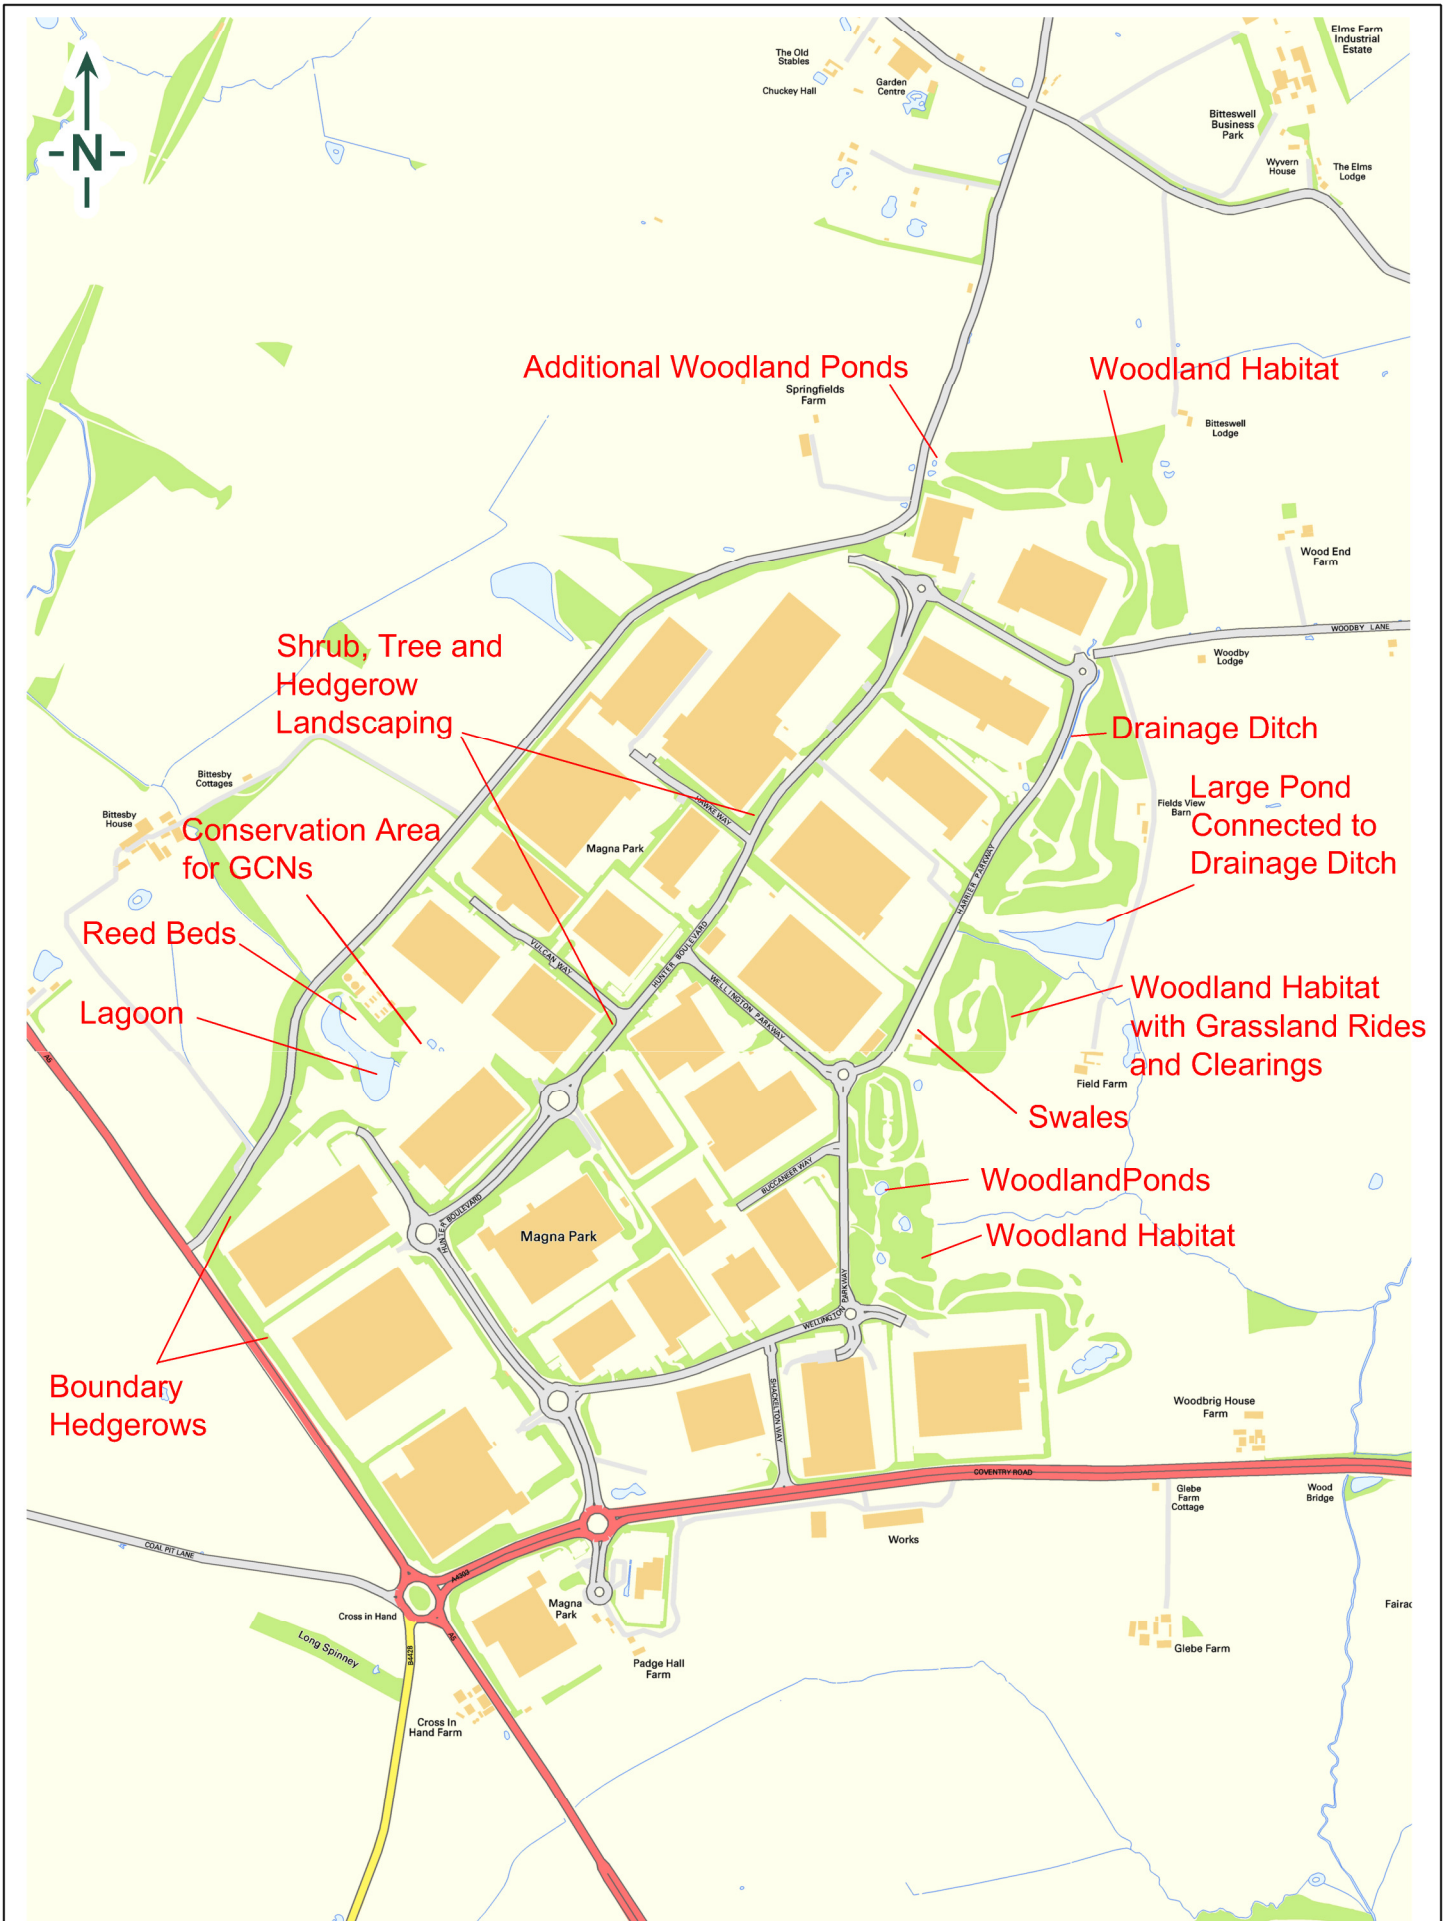 Elms Farm
Industrial
Estate
The Old
Stables
Chuckey Hall
Garden
Centre
Bitteswell
Business
Park
Wyvern
House
The Elms
Lodge
N
Additional Woodland Ponds
Woodland Habitat
Springfields
Farm
Bitteswell
Lodge
Wood End
Farm
WOODBY LANE
Woodby
Lodge
Shrub, Tree and
Hedgerow
Landscaping
Drainage Ditch
Bittesby
Cottages
Bittesby
House
Large Pond
Connected to
Drainage Ditch
Fields View
Barn
HAWKE WAY
Conservation Area
for GCNs
Magna Park
HARRIER PARKWAY
Reed Beds
VULCAN WAY
HUNTER BOULEVARD
WELLINGTON PARKWAY
Lagoon
Woodland Habitat
with Grassland Rides
and Clearings
A5
Field Farm
Swales
BUCCANEER WAY
WoodlandPonds
HUNTER BOULEVARD
Magna Park
Woodland Habitat
WELLINGTON PARKWAY
Boundary
Hedgerows
SHACKELTON WAY
Woodbrig House
Farm
COVENTRY ROAD
Glebe
Farm
Cottage
Wood
Bridge
Works
COAL PIT LANE
A4303
Cross in Hand
Magna
Park
Fairac
Long Spinney
B4428
A5
Glebe Farm
Padge Hall
Farm
Cross In
Hand Farm